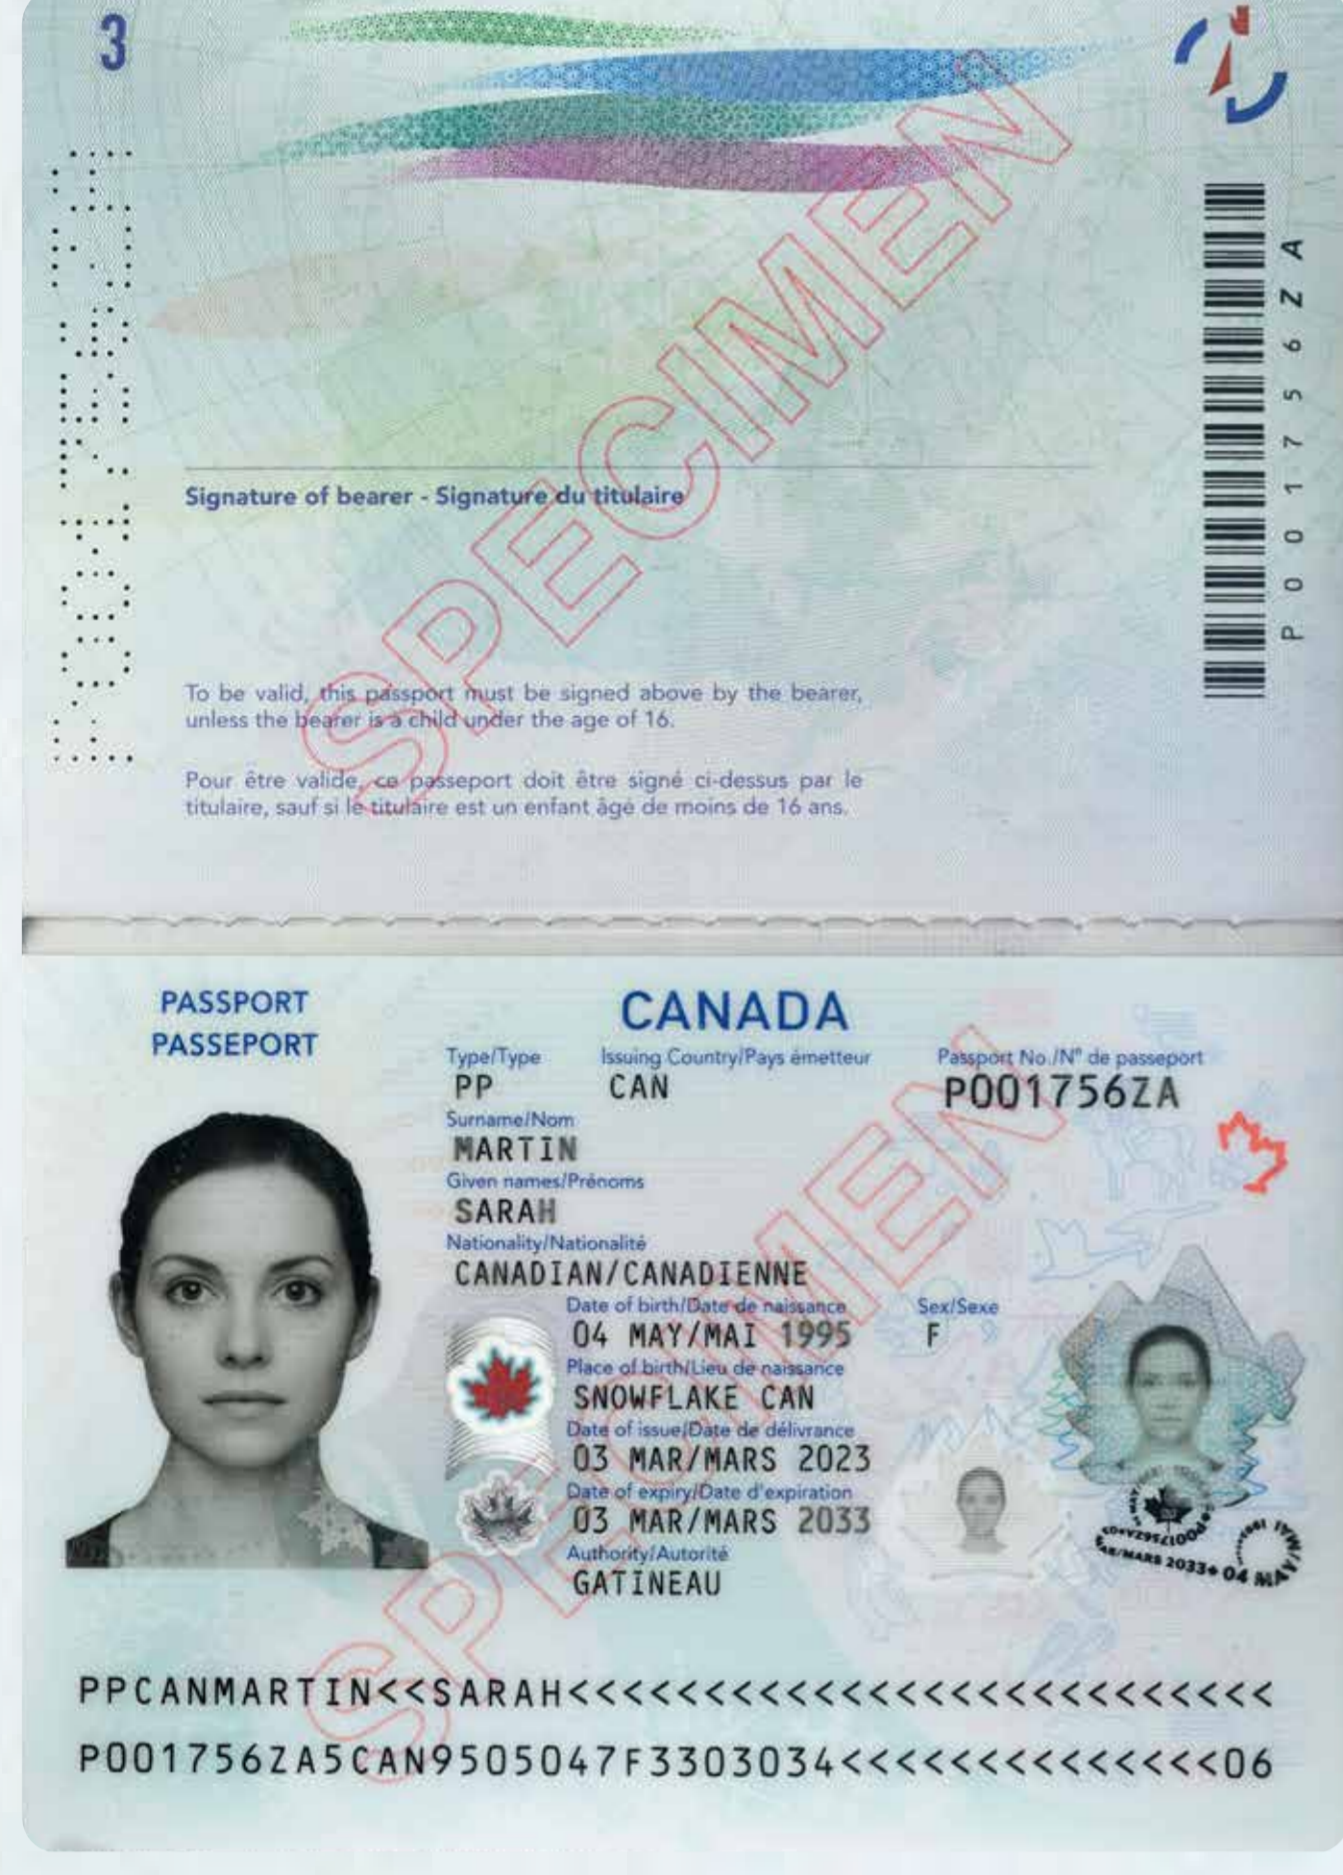 3
SPECIMEN
P001756ZA
P001756ZA
Signature of bearer - Signature du titulaire
To be valid, this passport must be signed above by the bearer,
unless the bearer is a child under the age of 16.
Pour être valide, ce passeport doit être signé ci-dessus par le
titulaire, sauf si le titulaire est un enfant âgé de moins de 16 ans.
PASSPORT
PASSEPORT
CANADA
Type/Type Issuing Country/Pays émetteur Passport No./N° de passeport
PP CAN P001756ZA
Surname/Nom
MARTIN
Given names/Prénoms
SARAH
Nationality/Nationalité
CANADIAN/CANADIENNE
Date of birth/Date de naissance Sex/Sexe
04 MAY/MAI 1995 F
Place of birth/Lieu de naissance
SNOWFLAKE CAN
Date of issue/Date de délivrance
03 MAR/MARS 2023
Date of expiry/Date d'expiration
03 MAR/MARS 2033
Authority/Autorité
GATINEAU
SPECIMEN
PPCANMARTIN<<SARAH<<<<<<<<<<<<<<<<<<<<<<<<<<
P001756ZA5CAN9505047F3303034<<<<<<<<<<<<<<06